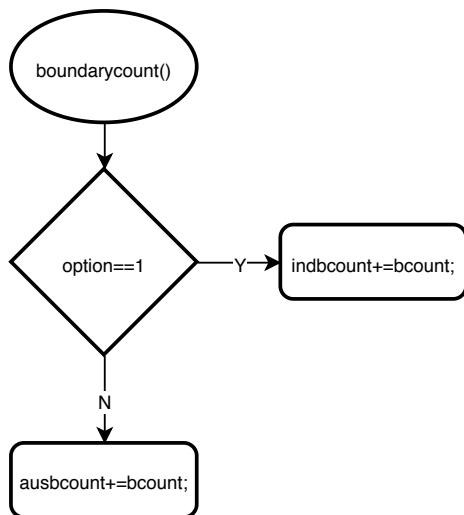 boundarycount()
option==1
Y
indbcount+=bcount;
N
ausbcount+=bcount;